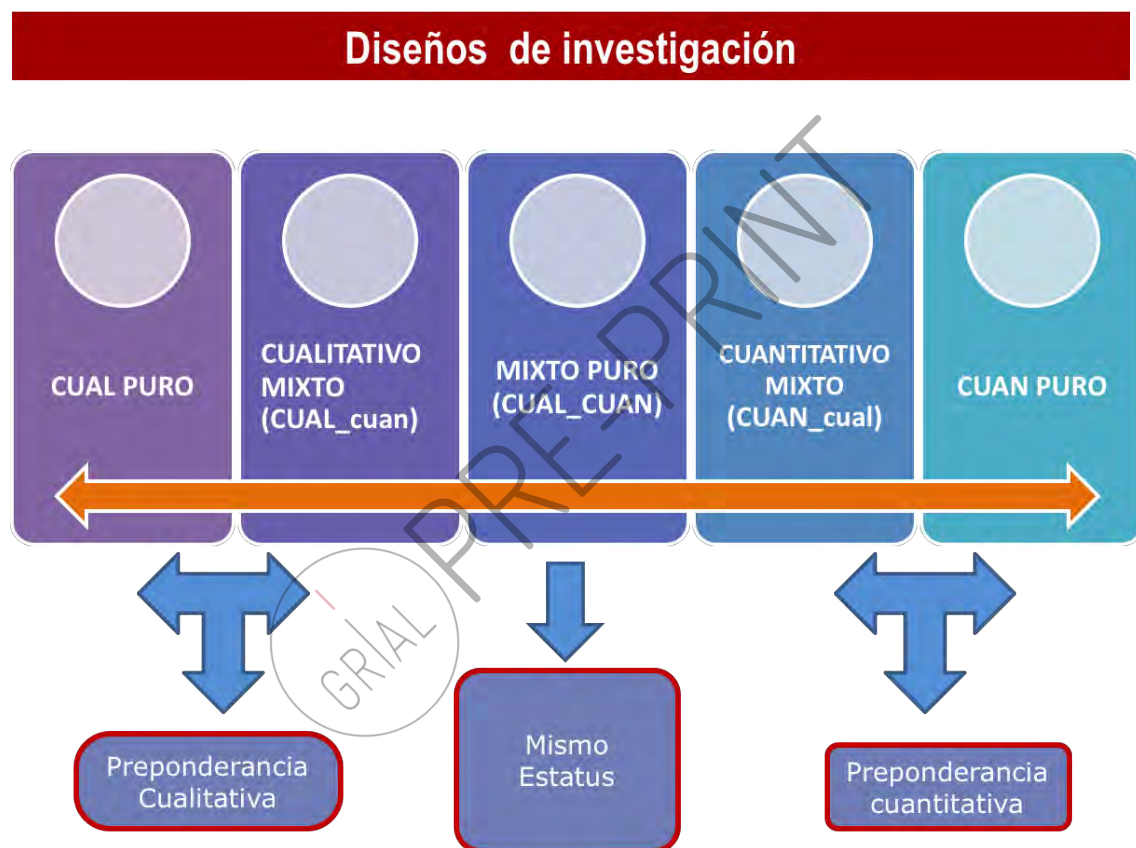 Diseños de investigación
CUAL PURO
CUALITATIVO
MIXTO
(CUAL_cuan)
MIXTO PURO
(CUAL_CUAN)
CUANTITATIVO
MIXTO
(CUAN_cual)
CUAN PURO
PRE-PRINT
GRIAL
Preponderancia
Cualitativa
Mismo
Estatus
Preponderancia
cuantitativa